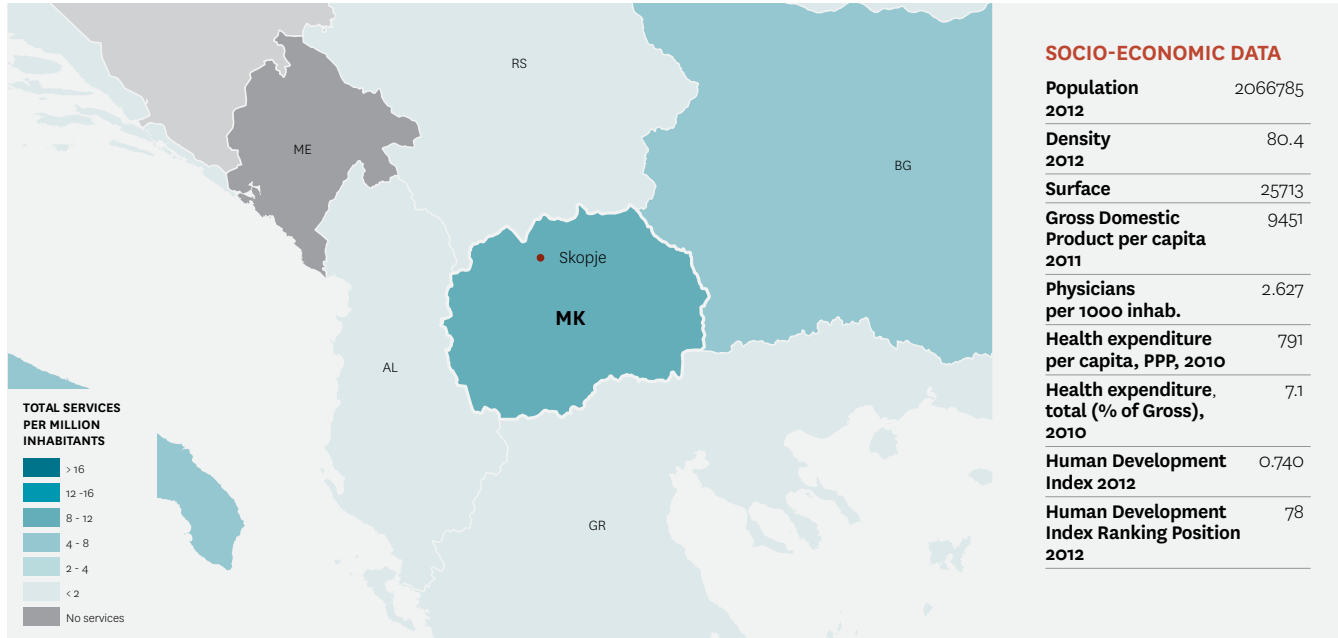 RS
ME
BG
Skopje
MK
AL
GR
TOTAL SERVICES
PER MILLION
INHABITANTS
> 16
12 -16
8 - 12
4 - 8
2 - 4
< 2
No services
SOCIO-ECONOMIC DATA
Population 2066785
2012
Density 80.4
2012
Surface 25713
Gross Domestic 9451
Product per capita
2011
Physicians 2.627
per 1000 inhab.
Health expenditure 791
per capita, PPP, 2010
Health expenditure, 7.1
total (% of Gross),
2010
Human Development 0.740
Index 2012
Human Development 78
Index Ranking Position
2012